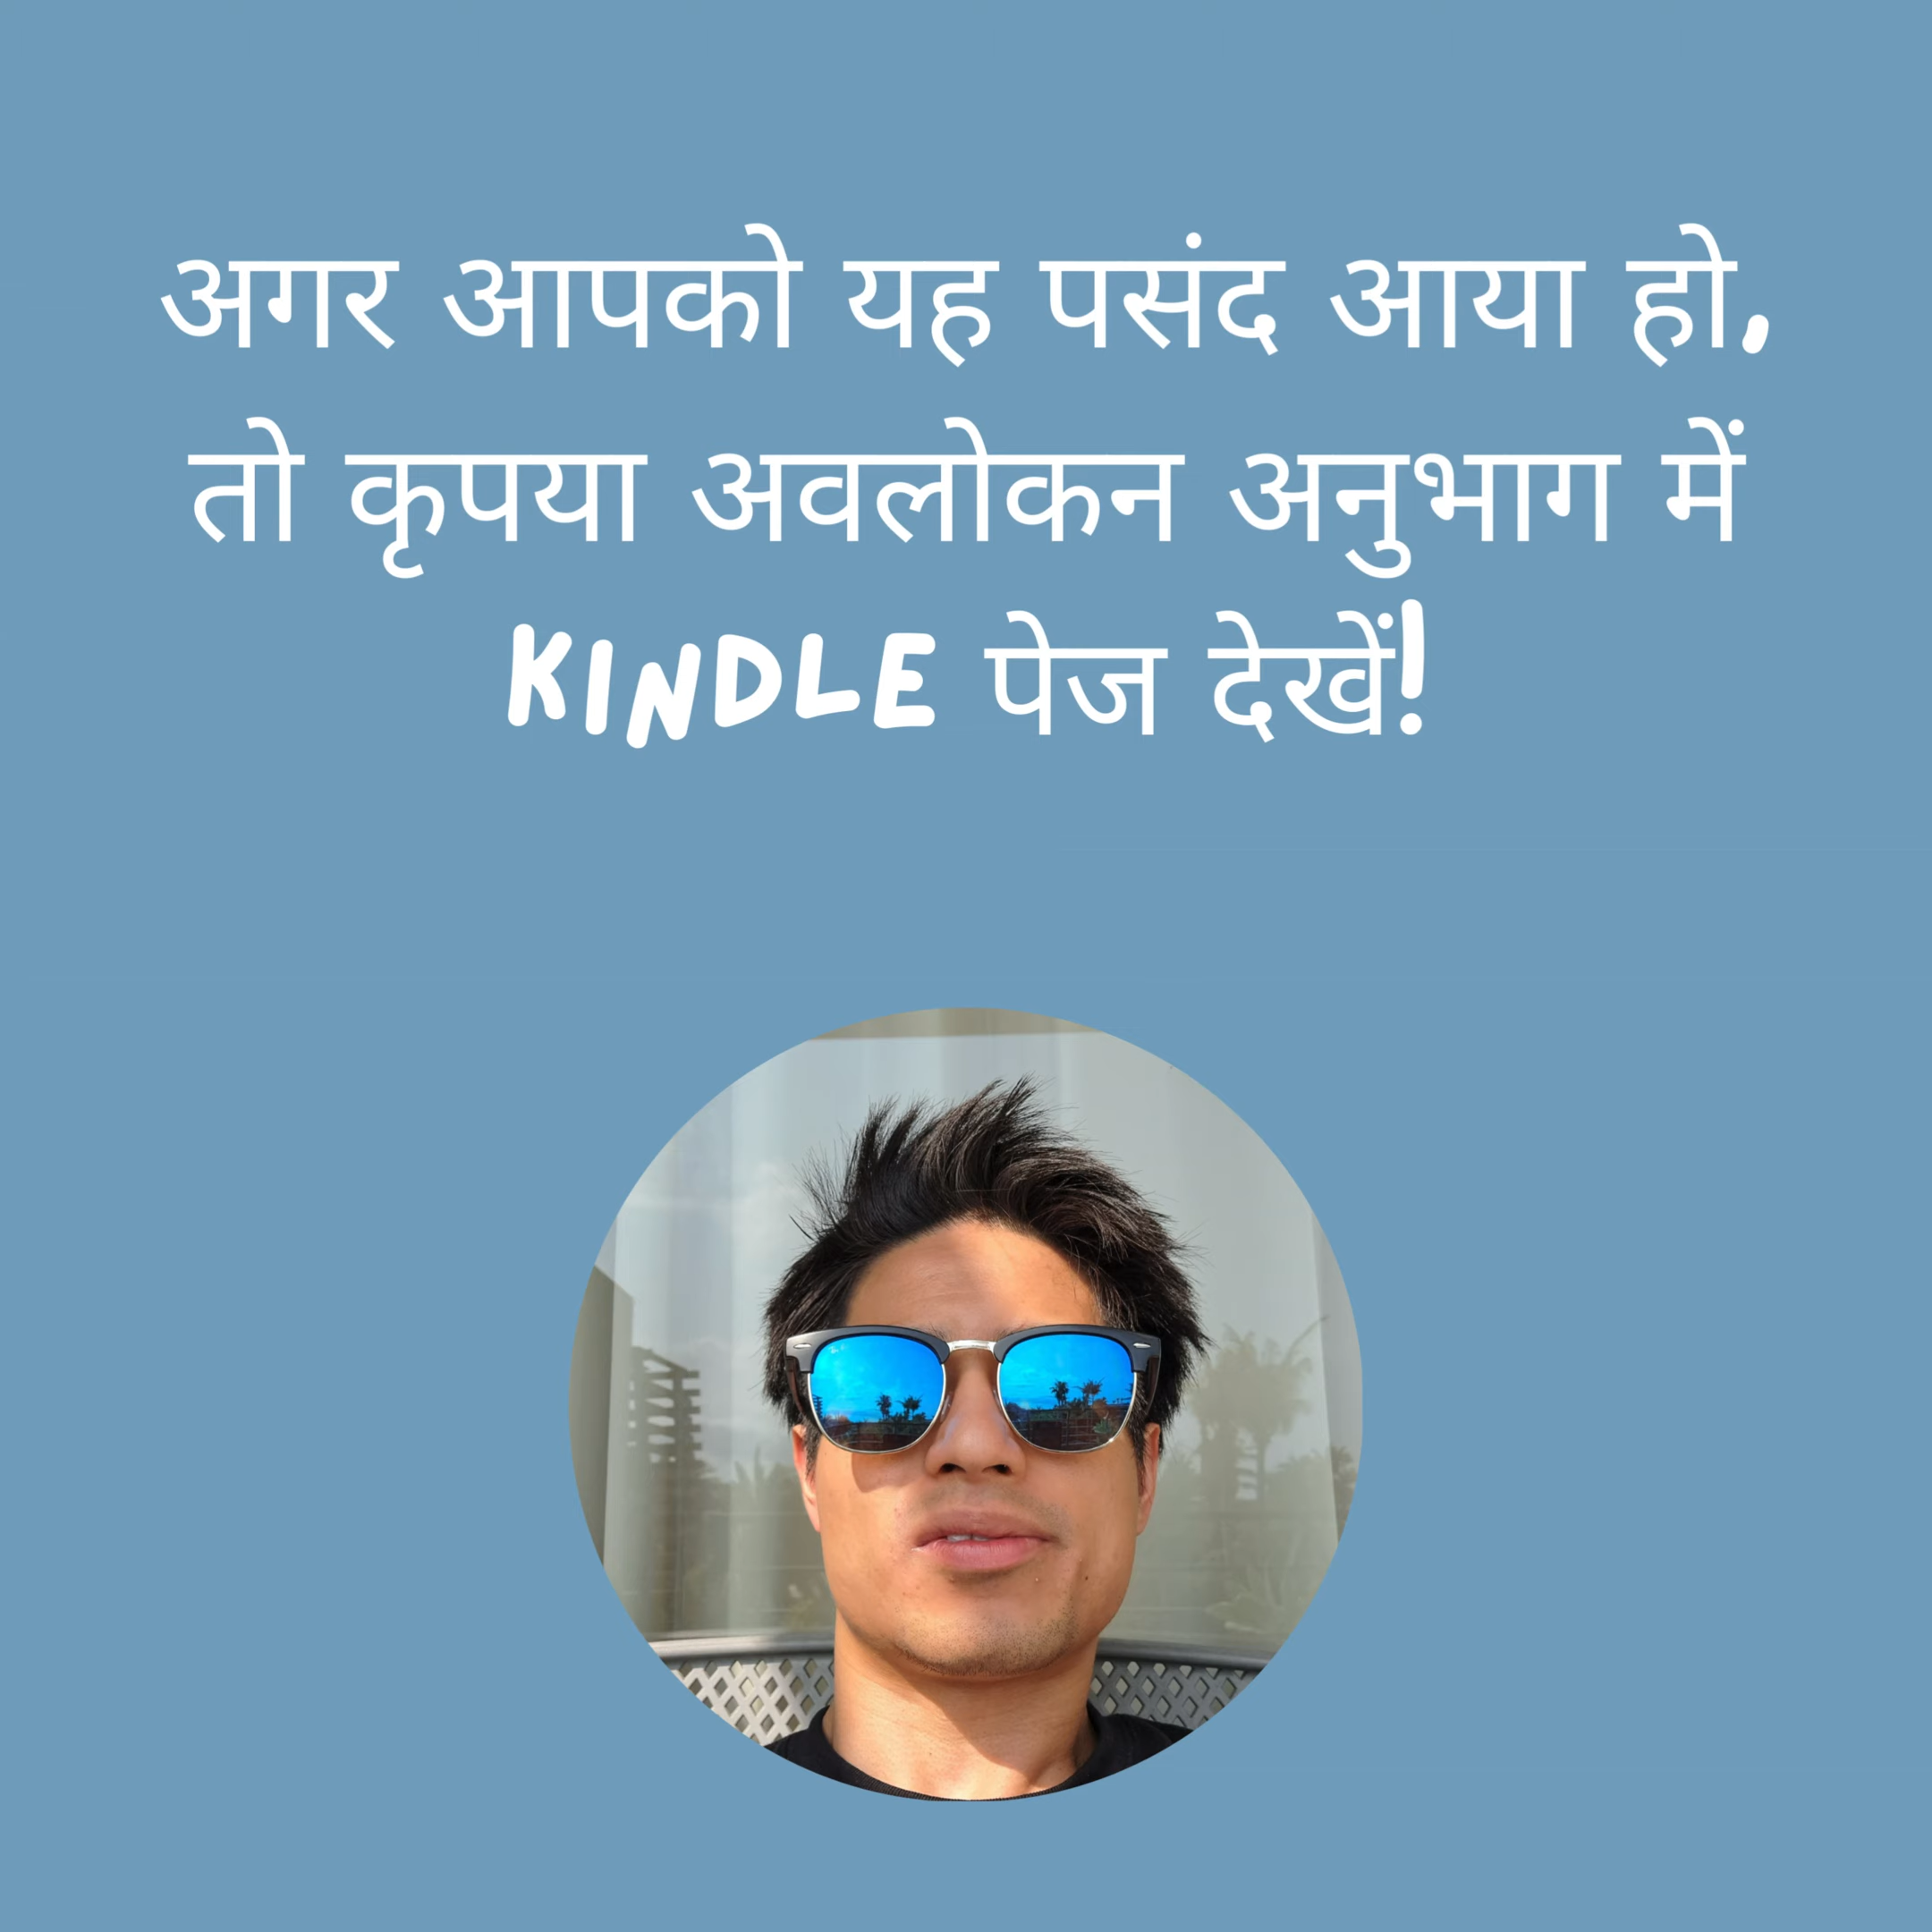 अगर आपको यह पसंद आया हो,
तो कृपया अवलोकन अनुभाग में
KINDLE पेज देखें!